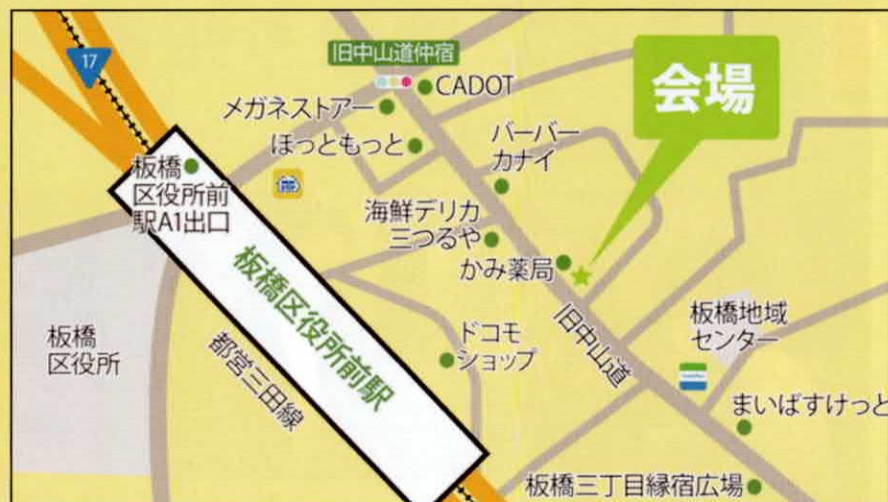 17
旧中山道仲宿
CADOT
メガネストアー
ほっともっと
会場
バーバー
カナイ
板橋
区役所前
駅A1出口
海鮮デリカ
三つるや
かみ薬局
板橋区役所前駅
板橋
区役所
都営三田線
ドコモ
ショップ
旧中山道
板橋地域
センター
まいばすけっと
板橋三丁目縁宿広場